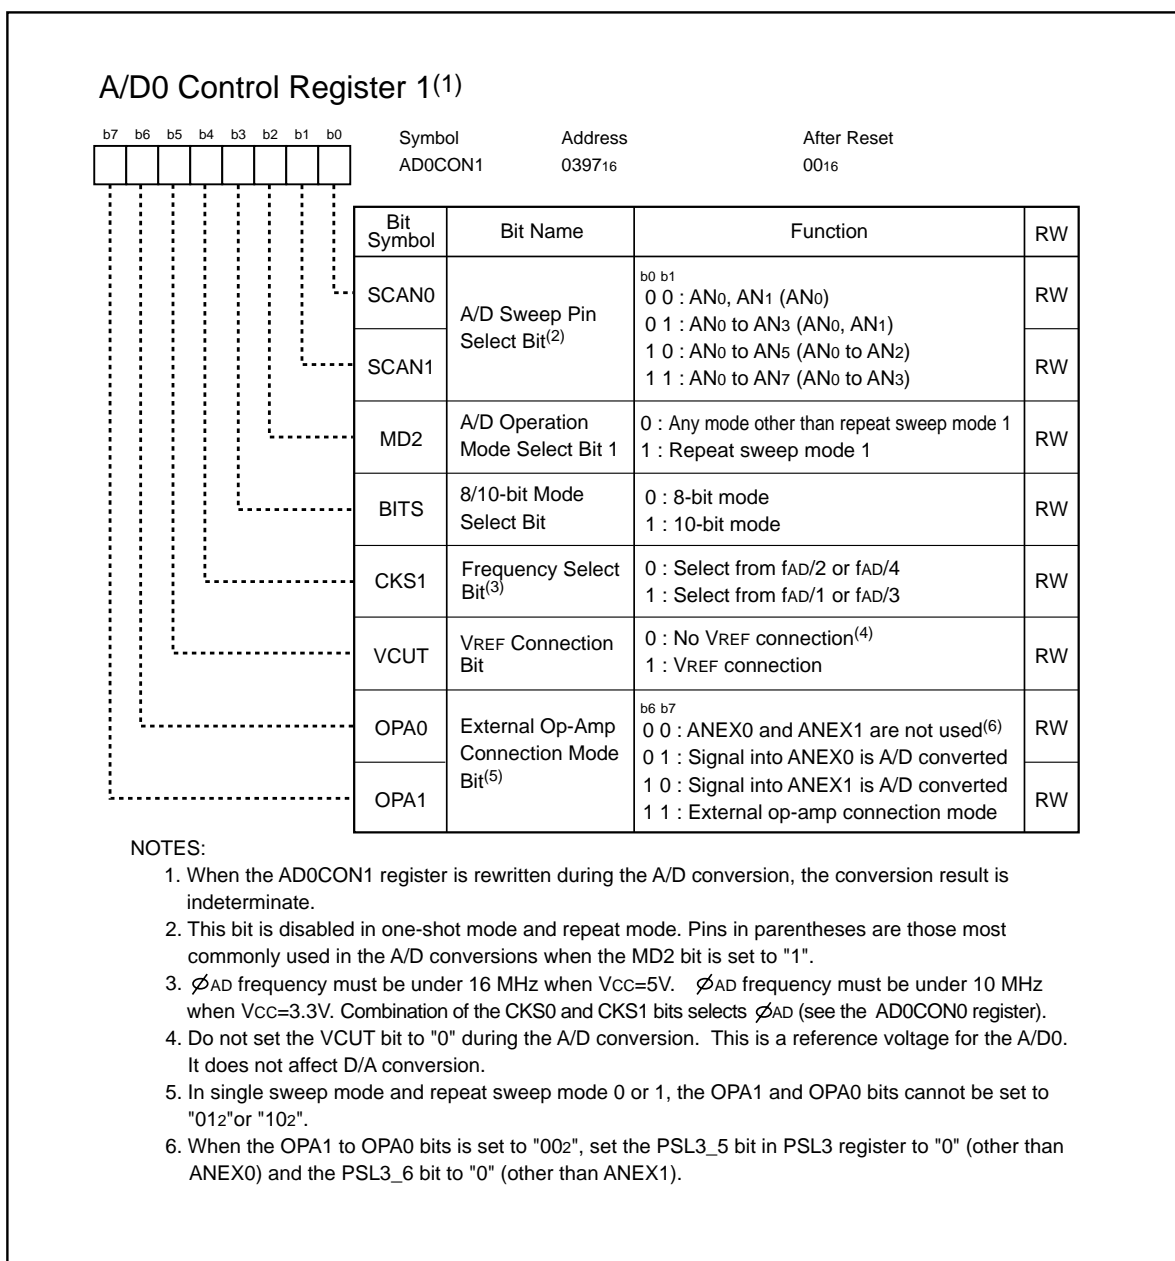 A/D0 Control Register 1(1)
b7 b6 b5 b4 b3 b2 b1 b0
Symbol Address After Reset
AD0CON1 039716 0016
Bit Symbol Bit Name Function RW
SCAN0 A/D Sweep Pin Select Bit(2) b0 b1 RW
0 0 : AN0, AN1 (AN0)
0 1 : AN0 to AN3 (AN0, AN1)
SCAN1 1 0 : AN0 to AN5 (AN0 to AN2) RW
1 1 : AN0 to AN7 (AN0 to AN3)
MD2 A/D Operation Mode Select Bit 1 0 : Any mode other than repeat sweep mode 1 RW
1 : Repeat sweep mode 1
BITS 8/10-bit Mode Select Bit 0 : 8-bit mode RW
1 : 10-bit mode
CKS1 Frequency Select Bit(3) 0 : Select from fAD/2 or fAD/4 RW
1 : Select from fAD/1 or fAD/3
VCUT VREF Connection Bit 0 : No VREF connection(4) RW
1 : VREF connection
OPA0 External Op-Amp Connection Mode Bit(5) b6 b7 RW
0 0 : ANEX0 and ANEX1 are not used(6)
0 1 : Signal into ANEX0 is A/D converted
OPA1 1 0 : Signal into ANEX1 is A/D converted RW
1 1 : External op-amp connection mode
NOTES:
1. When the AD0CON1 register is rewritten during the A/D conversion, the conversion result is
indeterminate.
2. This bit is disabled in one-shot mode and repeat mode. Pins in parentheses are those most
commonly used in the A/D conversions when the MD2 bit is set to "1".
3. ØAD frequency must be under 16 MHz when VCC=5V. ØAD frequency must be under 10 MHz
when VCC=3.3V. Combination of the CKS0 and CKS1 bits selects ØAD (see the AD0CON0 register).
4. Do not set the VCUT bit to "0" during the A/D conversion. This is a reference voltage for the A/D0.
It does not affect D/A conversion.
5. In single sweep mode and repeat sweep mode 0 or 1, the OPA1 and OPA0 bits cannot be set to
"012"or "102".
6. When the OPA1 to OPA0 bits is set to "002", set the PSL3_5 bit in PSL3 register to "0" (other than
ANEX0) and the PSL3_6 bit to "0" (other than ANEX1).